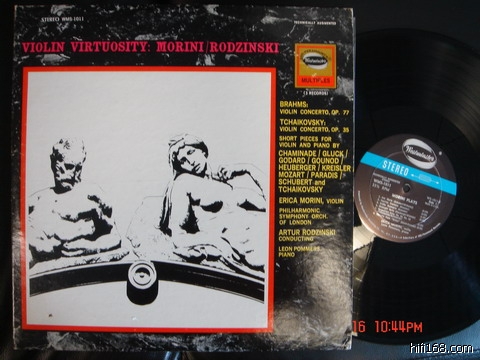 STEREO WMS-1011
TECHNICALLY AUGMENTED
VIOLIN VIRTUOSITY: MORINI/RODZINSKI
Westminster
MULTIPLES
(3 RECORDS)
BRAHMS:
VIOLIN CONCERTO, OP. 77
TCHAIKOVSKY:
VIOLIN CONCERTO, OP. 35
SHORT PIECES FOR
VIOLIN AND PIANO BY
CHAMINADE / GLUCK /
GODARD / GOUNOD /
HEUBERGER / KREISLER
MOZART / PARADIS /
SCHUBERT and
TCHAIKOVSKY
ERICA MORINI, VIOLIN
PHILHARMONIC
SYMPHONY ORCH.
OF LONDON
ARTUR RODZINSKI
CONDUCTING
LEON POMMERS
PIANO
Westminster
STEREO
16 10:44PM
hifi168.com